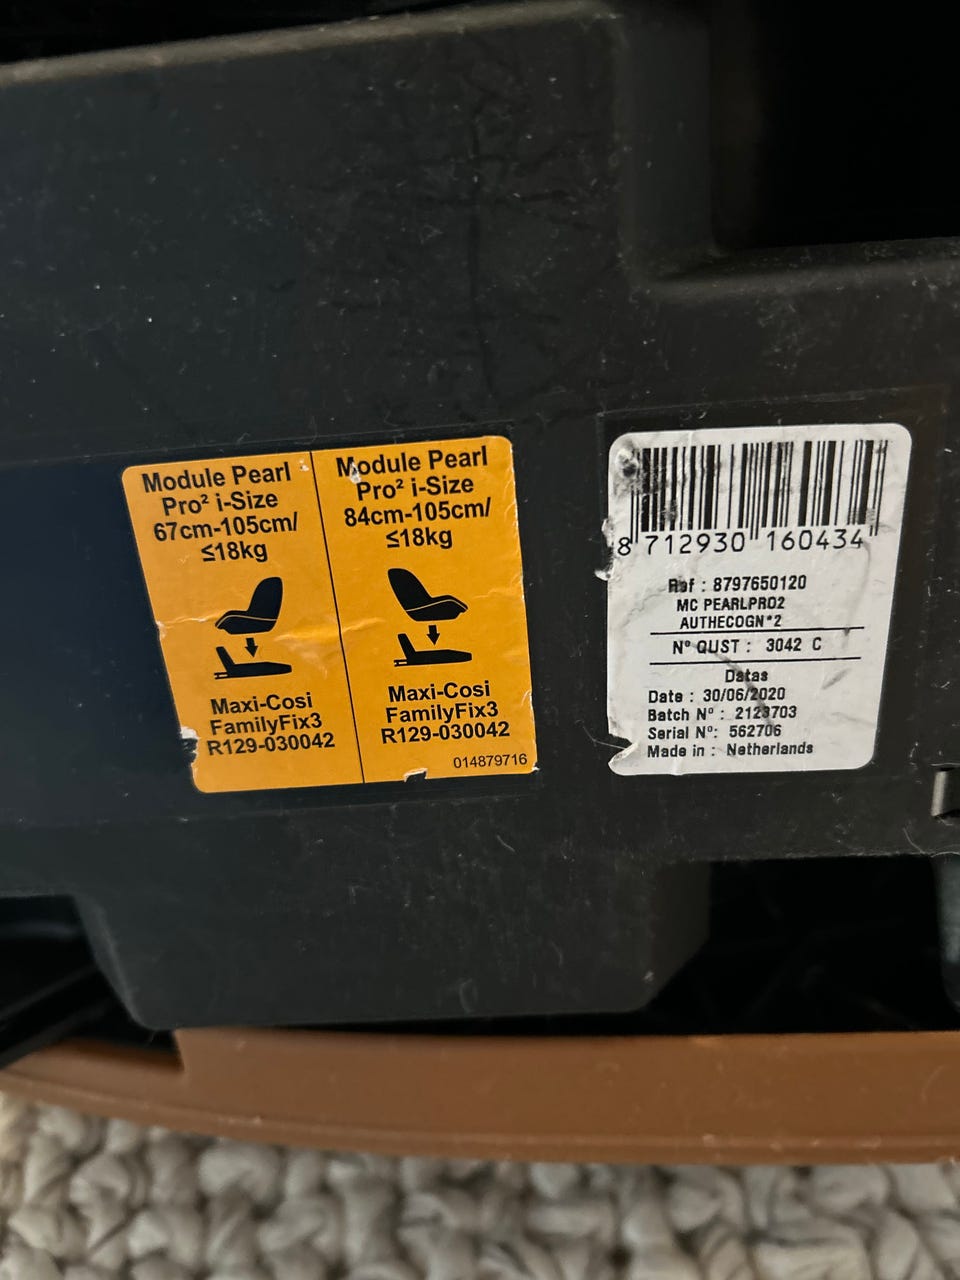 Module Pearl
Pro² i-Size
67cm-105cm/
≤18kg
Maxi-Cosi
FamilyFix3
R129-030042
Module Pearl
Pro² i-Size
84cm-105cm/
≤18kg
Maxi-Cosi
FamilyFix3
R129-030042
014879716
8 712930 160434
Ref : 8797650120
MC PEARLPRO2
AUTHECOGN*2
N° QUST : 3042 C
Datas
Date : 30/06/2020
Batch N° : 2123703
Serial N°: 562706
Made in : Netherlands